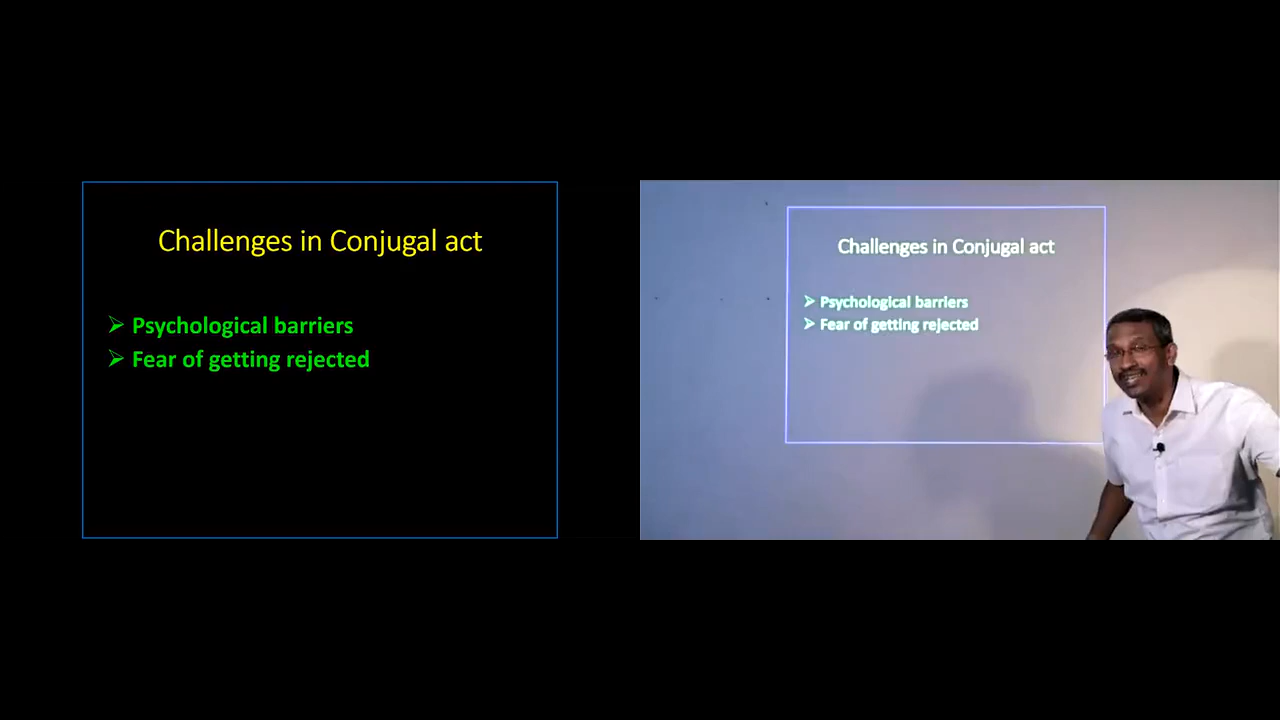 Challenges in Conjugal act
➢ Psychological barriers
➢ Fear of getting rejected
Challenges in Conjugal act
➢ Psychological barriers
➢ Fear of getting rejected